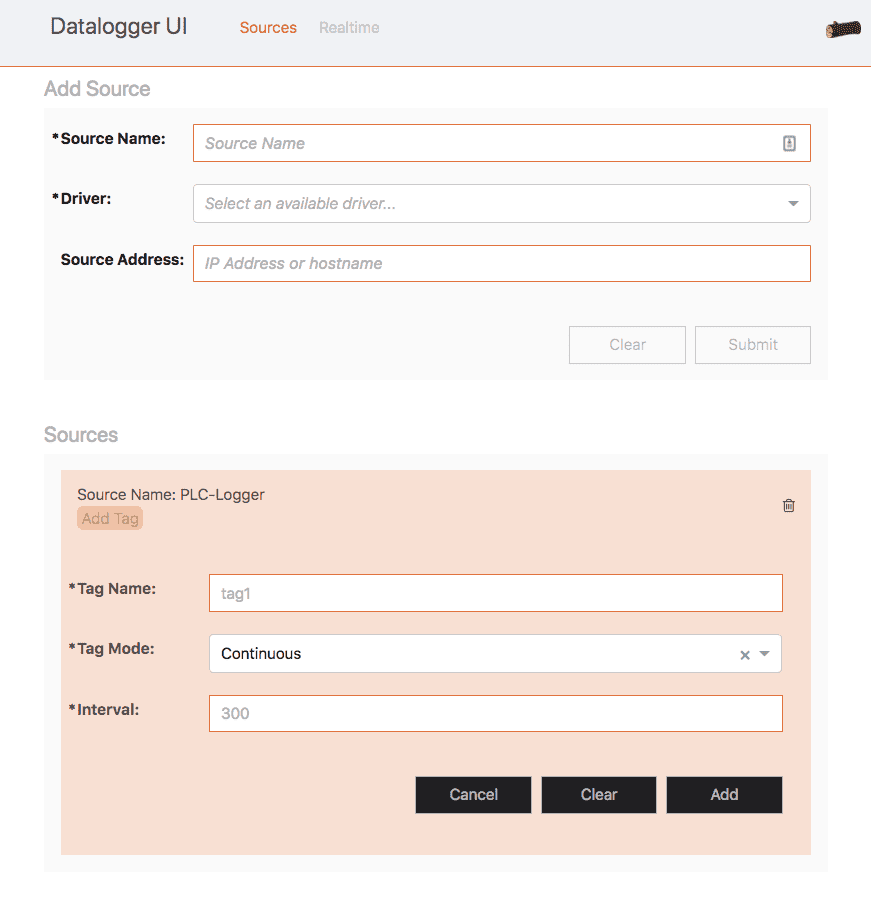 Datalogger UI Sources Realtime
Add Source
*Source Name: Source Name
*Driver: Select an available driver...
Source Address: IP Address or hostname
Clear Submit
Sources
Source Name: PLC-Logger
Add Tag
*Tag Name: tag1
*Tag Mode: Continuous ×
*Interval: 300
Cancel Clear Add